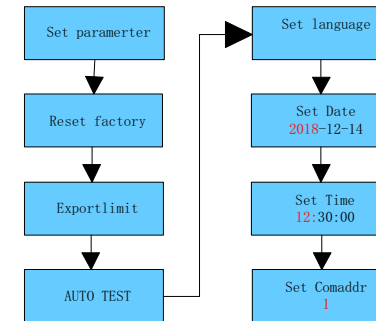 Set paramerter
Reset factory
Exportlimit
AUTO TEST
Set language
Set Date
2018-12-14
Set Time
12:30:00
Set Comaddr
1